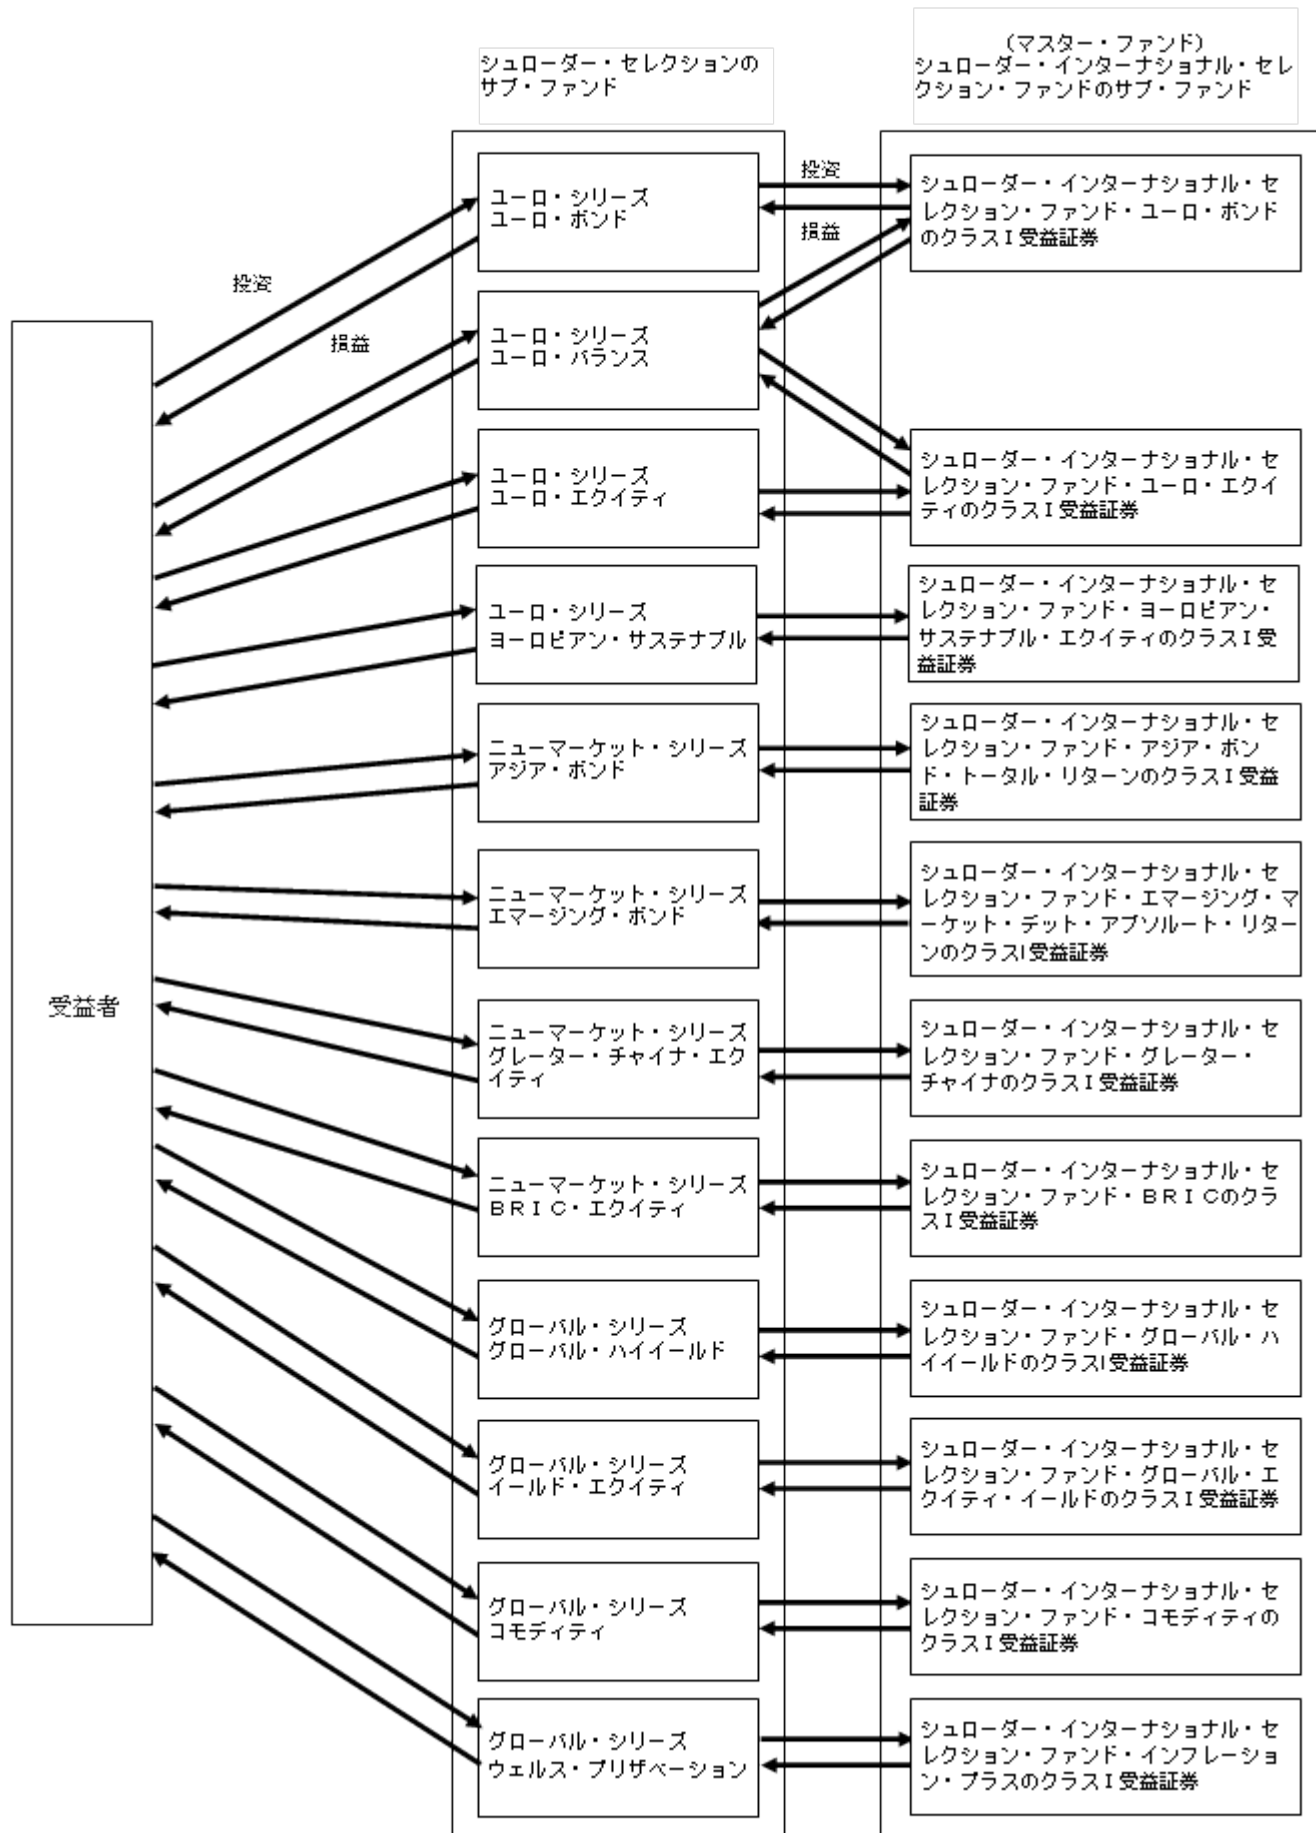 （マスター・ファンド）
シュローダー・インターナショナル・セレ
クション・ファンドのサブ・ファンド
シュローダー・セレクションの
サブ・ファンド
受益者
投資
損益
投資
損益
ユーロ・シリーズ
ユーロ・ボンド
シュローダー・インターナショナル・セ
レクション・ファンド・ユーロ・ボンド
のクラスＩ受益証券
ユーロ・シリーズ
ユーロ・バランス
ユーロ・シリーズ
ユーロ・エクイティ
シュローダー・インターナショナル・セ
レクション・ファンド・ユーロ・エクイ
ティのクラスＩ受益証券
ユーロ・シリーズ
ヨーロピアン・サステナブル
シュローダー・インターナショナル・セ
レクション・ファンド・ヨーロピアン・
サステナブル・エクイティのクラスＩ受
益証券
ニューマーケット・シリーズ
アジア・ボンド
シュローダー・インターナショナル・セ
レクション・ファンド・アジア・ボン
ド・トータル・リターンのクラスＩ受益
証券
ニューマーケット・シリーズ
エマージング・ボンド
シュローダー・インターナショナル・セ
レクション・ファンド・エマージング・マ
ーケット・デット・アブソルート・リター
ンのクラスI受益証券
ニューマーケット・シリーズ
グレーター・チャイナ・エク
イティ
シュローダー・インターナショナル・セ
レクション・ファンド・グレーター・
チャイナのクラスＩ受益証券
ニューマーケット・シリーズ
ＢＲＩＣ・エクイティ
シュローダー・インターナショナル・セ
レクション・ファンド・ＢＲＩＣのクラ
スＩ受益証券
グローバル・シリーズ
グローバル・ハイイールド
シュローダー・インターナショナル・セ
レクション・ファンド・グローバル・ハ
イイールドのクラスI受益証券
グローバル・シリーズ
イールド・エクイティ
シュローダー・インターナショナル・セ
レクション・ファンド・グローバル・エ
クイティ・イールドのクラスＩ受益証券
グローバル・シリーズ
コモディティ
シュローダー・インターナショナル・セ
レクション・ファンド・コモディティの
クラスＩ受益証券
グローバル・シリーズ
ウェルス・プリザベーション
シュローダー・インターナショナル・セ
レクション・ファンド・インフレーショ
ン・プラスのクラスＩ受益証券